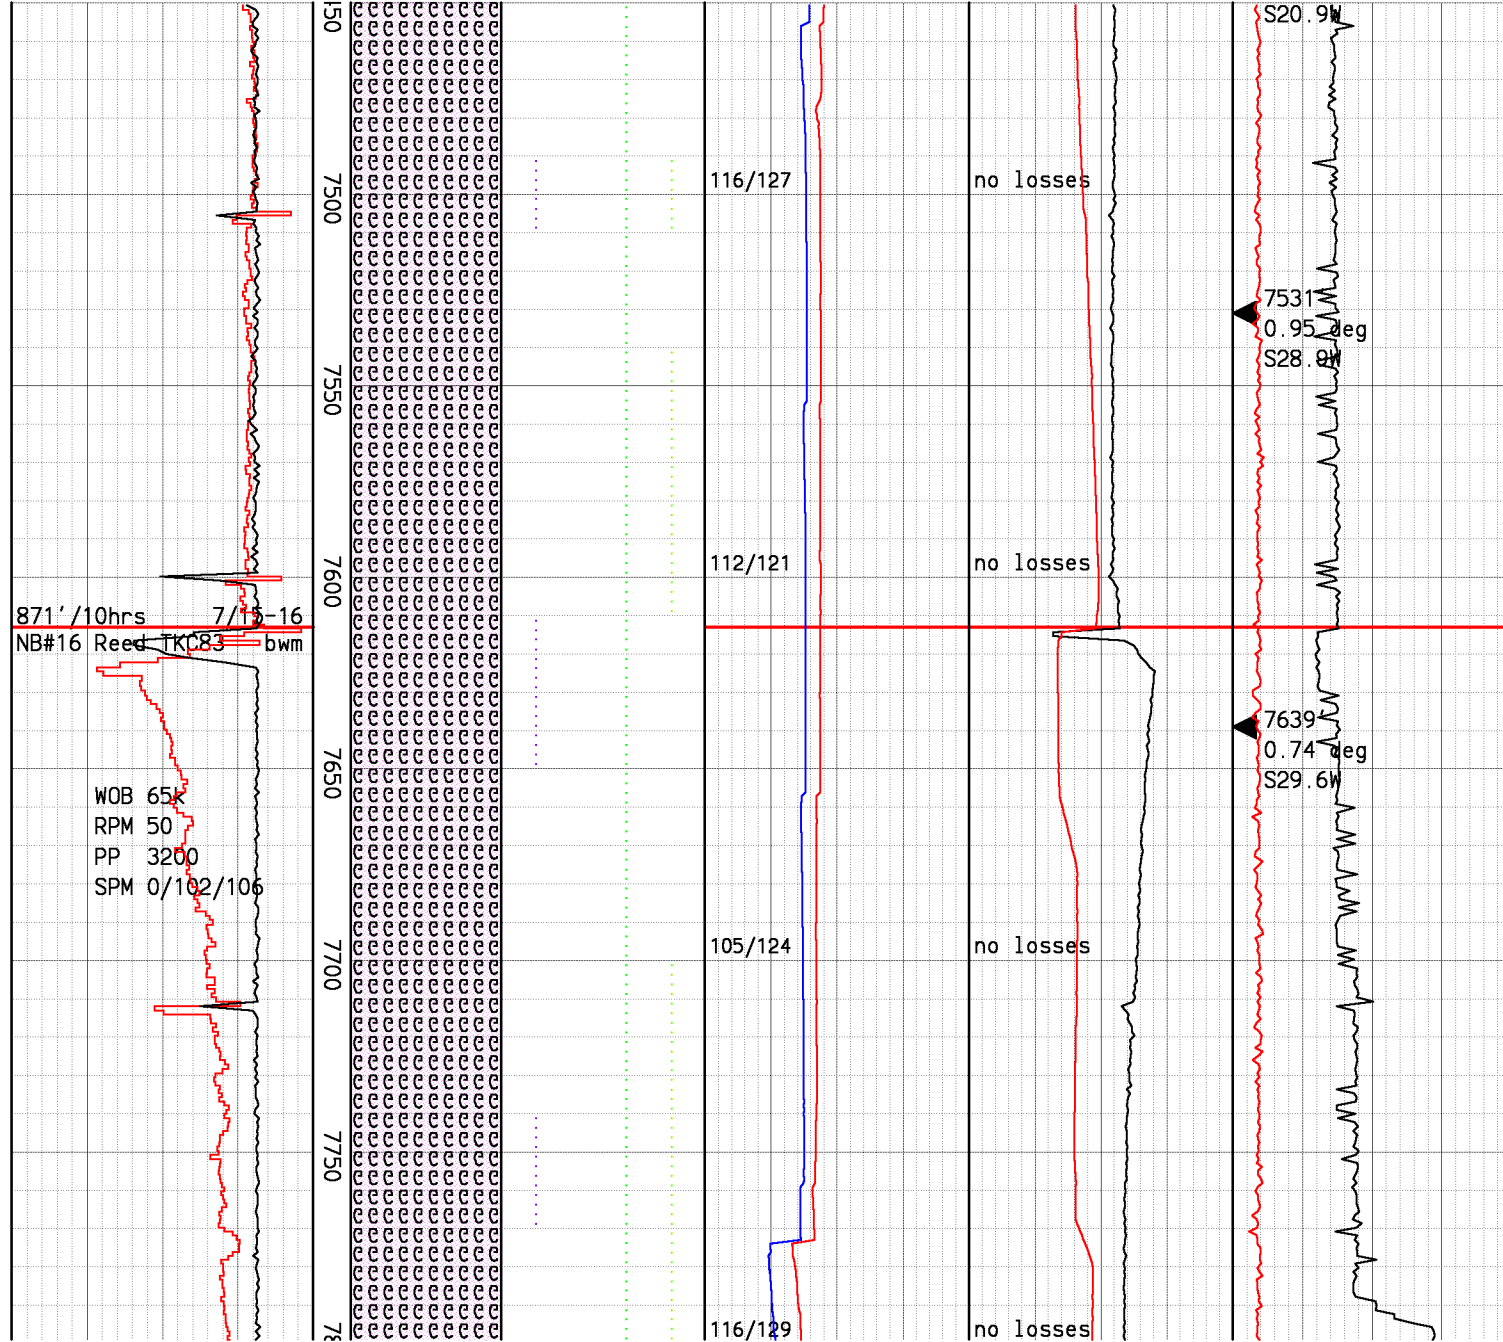 S20.9W
116/127
no losses
7500
7531'
0.95 deg
S28.9W
7550
112/121
no losses
7600
871'/10hrs 7/15-16
NB#16 Reed TKC83 bwm
7639'
0.74 deg
S29.6W
7650
WOB 65k
RPM 50
PP 3200
SPM 0/102/106
105/124
no losses
7700
7750
116/129
no losses